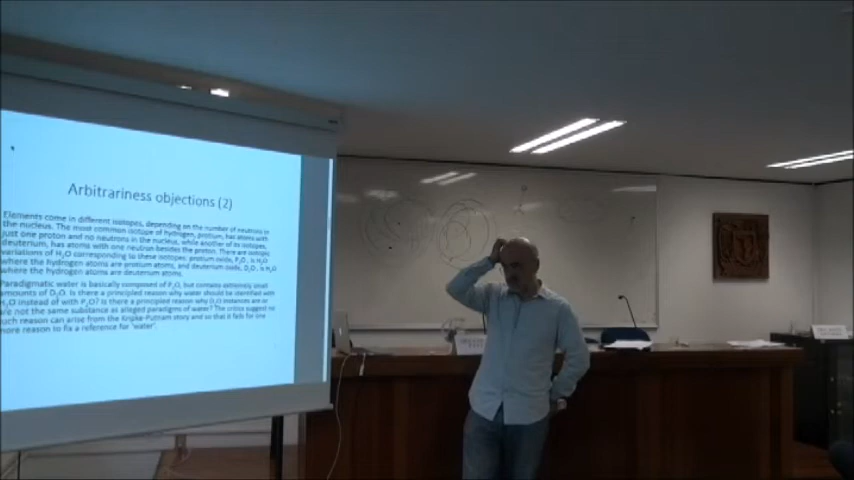 Arbitrariness objections (2)
Elements come in different isotopes, depending on the number of neutrons in
the nucleus. The most common isotope of hydrogen, protium, has atoms with
just one proton and no neutrons in the nucleus, while another of its isotopes,
deuterium, has atoms with one neutron besides the proton. There are isotopic
variations of H₂O corresponding to these isotopes: protium oxide, P₂O, is H₂O
where the hydrogen atoms are protium atoms, and deuterium oxide, D₂O, is H₂O
where the hydrogen atoms are deuterium atoms.
Paradigmatic water is basically composed of P₂O, but contains extremely small
amounts of D₂O. Is there a principled reason why water should be identified with
H₂O instead of with P₂O? Is there a principled reason why D₂O instances are or
are not the same substance as alleged paradigms of water? The critics suggest no
such reason can arise from the Kripke-Putnam story and so that it fails for one
more reason to fix a reference for 'water'.